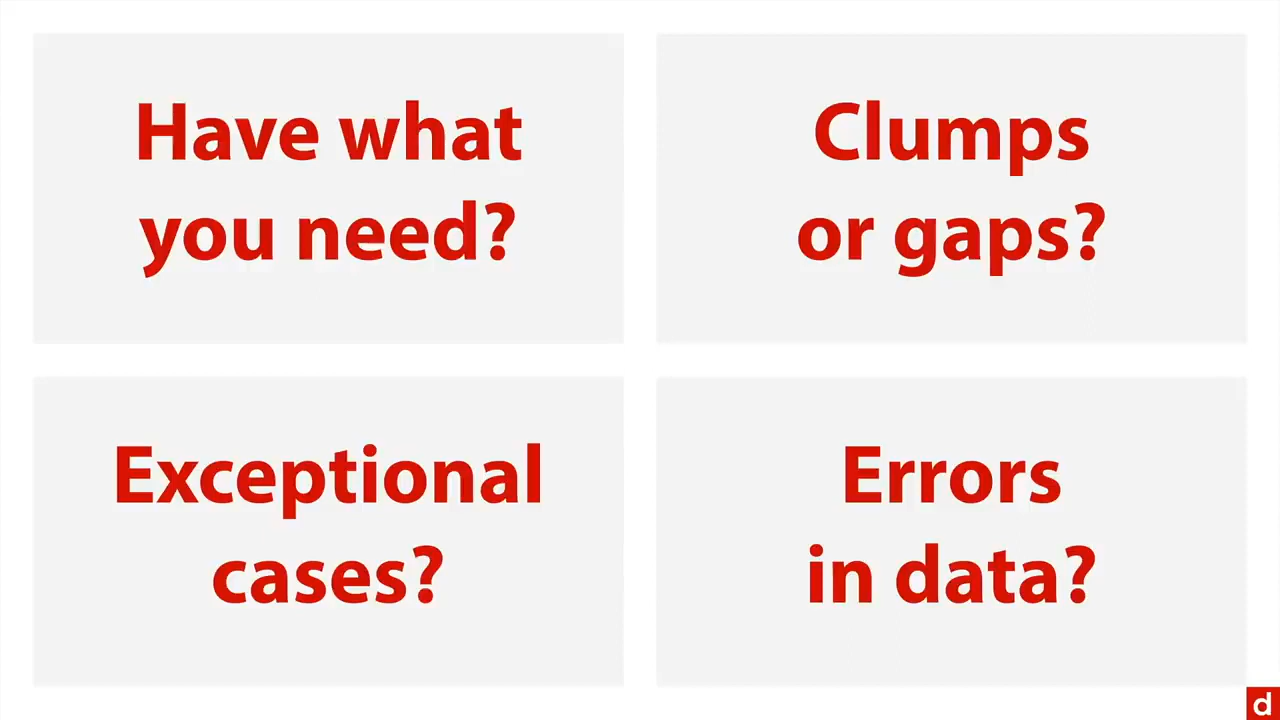 Have what
you need?
Clumps
or gaps?
Exceptional
cases?
Errors
in data?
d